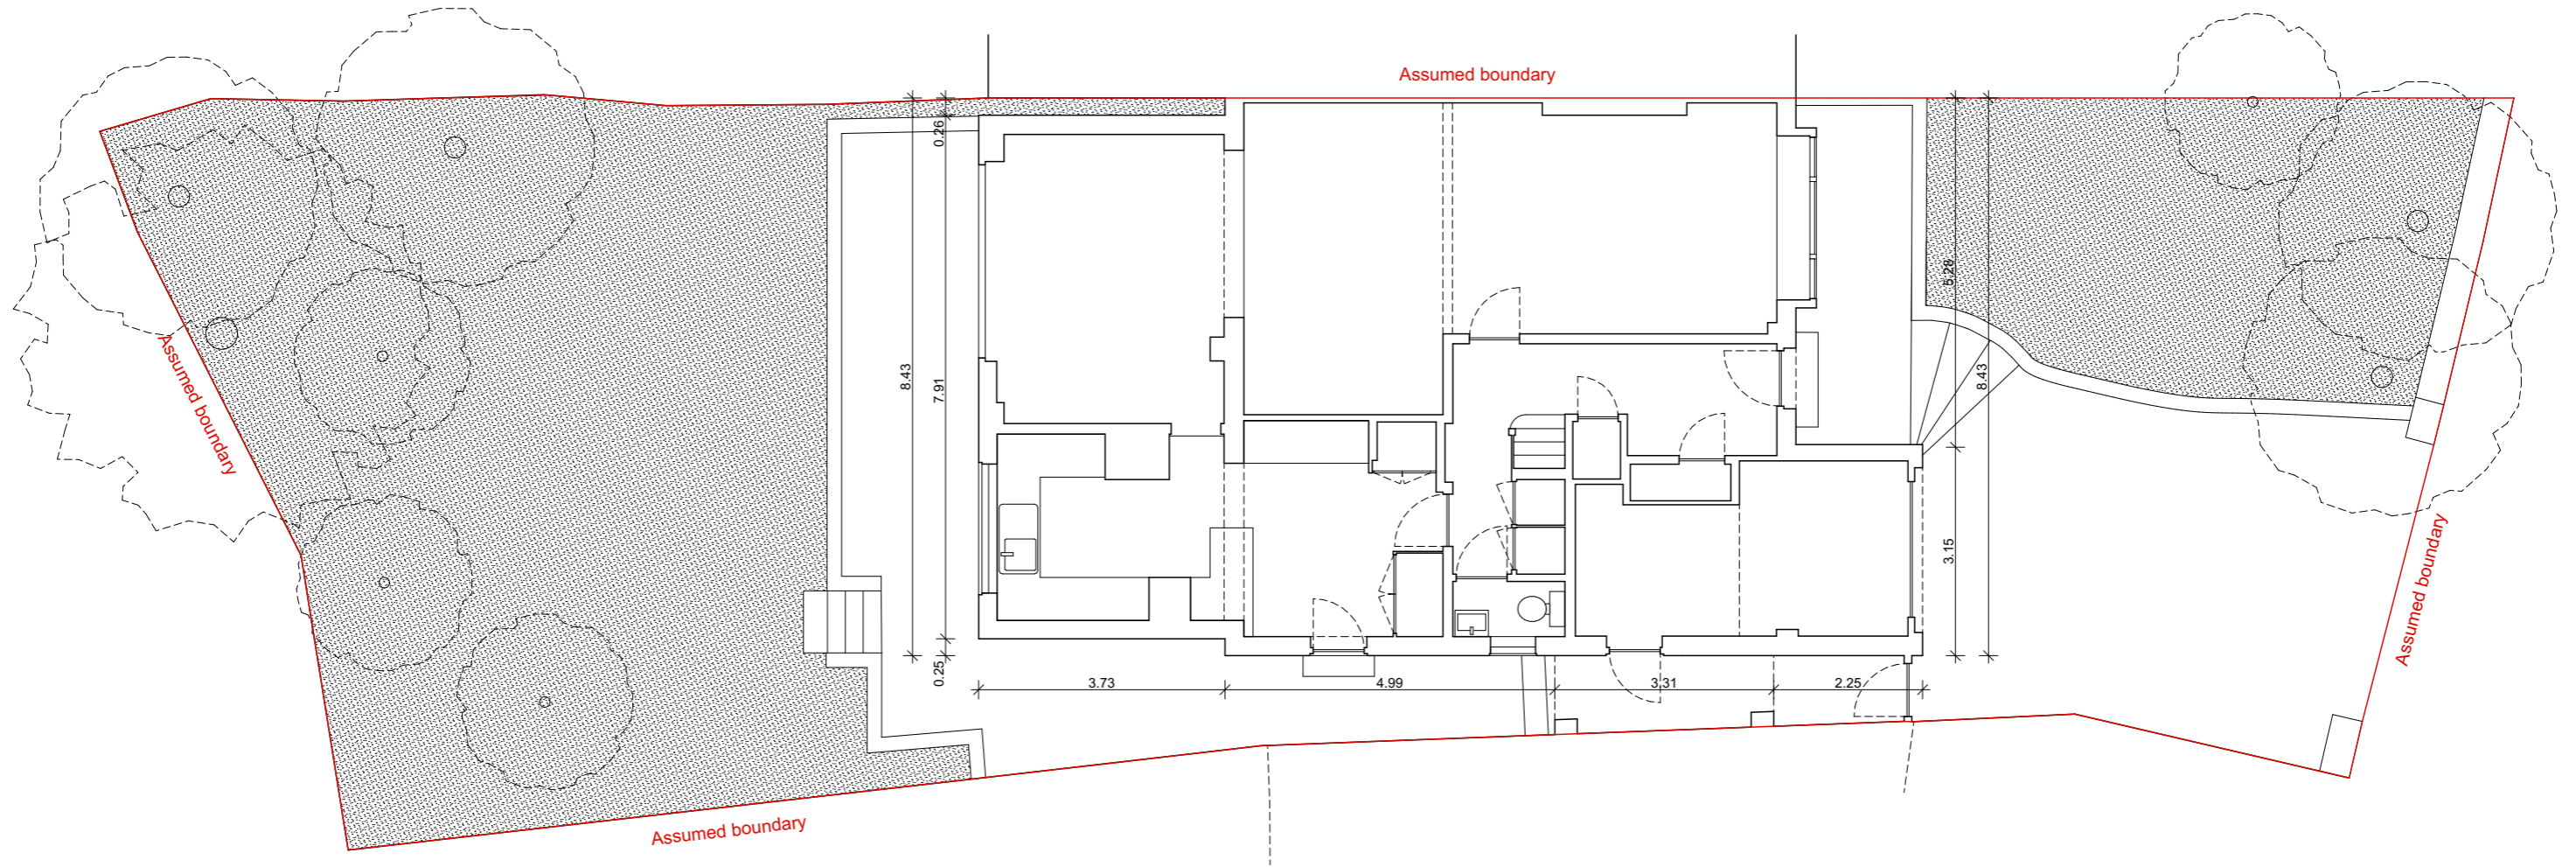 Assumed boundary
0.26
5.28
8.43
7.91
8.43
Assumed boundary
3.15
Assumed boundary
0.25
3.73
4.99
3.31
2.25
Assumed boundary